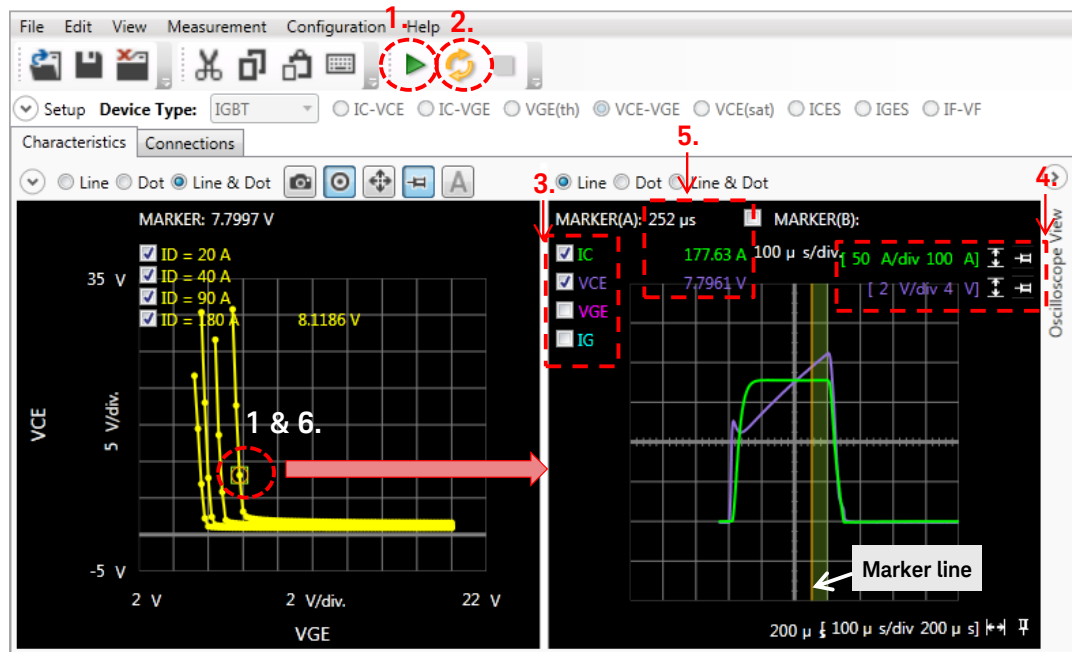 1. 2.
File Edit View Measurement Configuration Help
Setup Device Type: IGBT IC-VCE IC-VGE VGE(th) VCE-VGE VCE(sat) ICES IGES IF-VF
Characteristics Connections
5.
Line Dot Line & Dot A
3. Line Dot Line & Dot 4.
MARKER: 7.7997 V
ID = 20 A
ID = 40 A
ID = 90 A
ID = 180 A 8.1186 V
35 V
VCE
5 V/div.
1 & 6.
-5 V
2 V 2 V/div. 22 V
VGE
MARKER(A): 252 μs MARKER(B):
IC 177.63 A 100 μ s/div. [ 50 A/div 100 A]
VCE 7.7961 V [ 2 V/div 4 V]
VGE
IG
Marker line
200 μ s [ 100 μ s/div 200 μ s]
Oscilloscope View